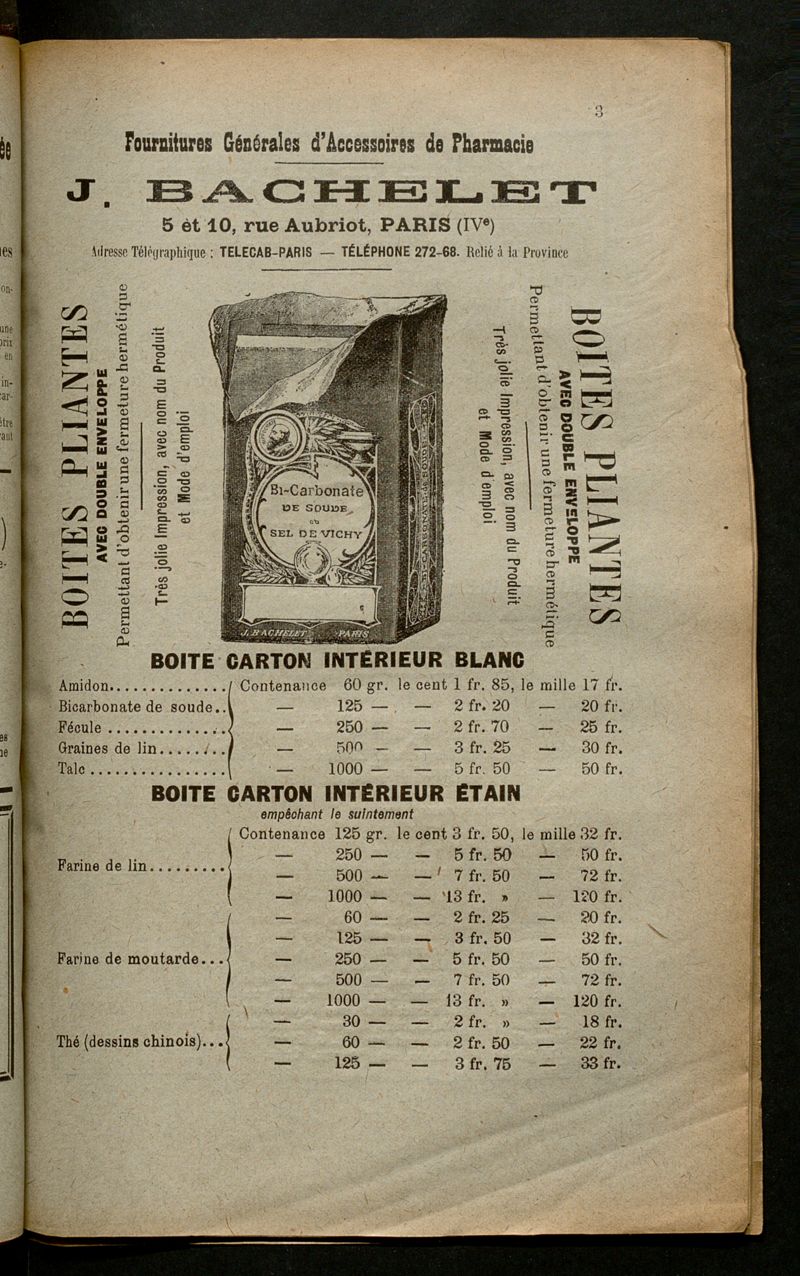 3
Fournitures Générales d'Accessoires de Pharmacie
J. BACHELET
5 èt 10, rue Aubriot, PARIS (IVe)
Adresse Télégraphique : TELECAB-PARIS — TÉLÉPHONE 272-68. Relié à la Province
BOITES PLIANTES
AVEC DOUBLE ENVELOPPE
Permettant d'obtenir une fermeture hermétique
Très jolie Impression, avec nom du Produit
et Mode d'emploi
Bi-Carbonate
DE SOUDE
ou
SEL DE VICHY
J. BACHELET PARIS
Très jolie Impression, avec nom du Produit
et Mode d'emploi
Permettant d'obtenir une fermeture hermétique
AVEC DOUBLE ENVELOPPE
BOITES PLIANTES
BOITE CARTON INTÉRIEUR BLANC
Amidon.............. Contenance 60 gr. le cent 1 fr. 85, le mille 17 fr.
Bicarbonate de soude.. — 125 — — 2 fr. 20 — 20 fr.
Fécule .............. — 250 — — 2 fr. 70 — 25 fr.
Graines de lin........ — 500 — — 3 fr. 25 — 30 fr.
Talc ................. — 1000 — — 5 fr. 50 — 50 fr.
BOITE CARTON INTÉRIEUR ÉTAIN
empêchant le suintement
Contenance 125 gr. le cent 3 fr. 50, le mille 32 fr.
— 250 — — 5 fr. 50 — 50 fr.
Farine de lin.........
— 500 — — 7 fr. 50 — 72 fr.
— 1000 — — 13 fr. » — 120 fr.
— 60 — — 2 fr. 25 — 20 fr.
— 125 — — 3 fr. 50 — 32 fr.
Farine de moutarde... — 250 — — 5 fr. 50 — 50 fr.
— 500 — — 7 fr. 50 — 72 fr.
— 1000 — — 13 fr. » — 120 fr.
— 30 — — 2 fr. » — 18 fr.
Thé (dessins chinois)... — 60 — — 2 fr. 50 — 22 fr.
— 125 — — 3 fr. 75 — 33 fr.